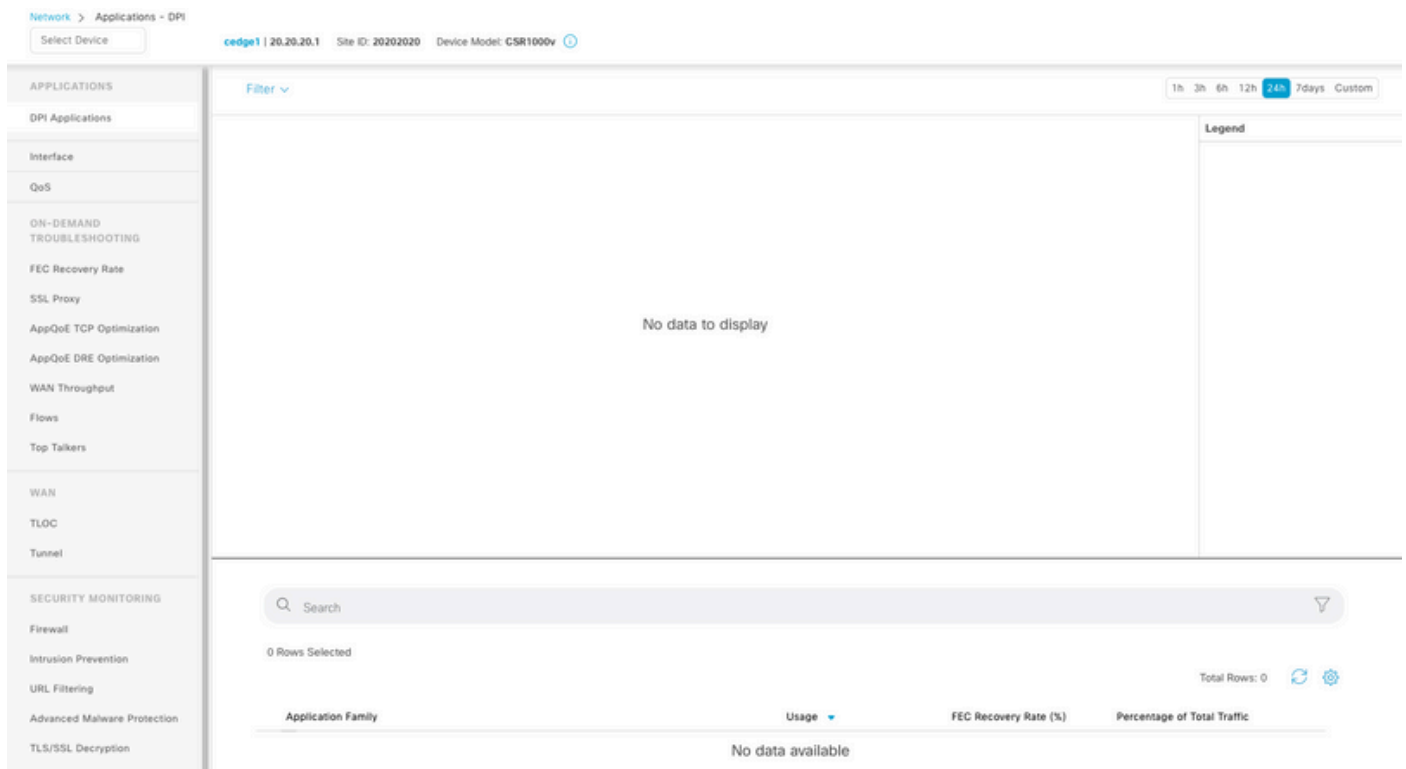 Network > Applications - DPI
Select Device
cedge1 | 20.20.20.1 Site ID: 20202020 Device Model: CSR1000v
APPLICATIONS
DPI Applications
Interface
QoS
ON-DEMAND
TROUBLESHOOTING
FEC Recovery Rate
SSL Proxy
AppQoE TCP Optimization
AppQoE DRE Optimization
WAN Throughput
Flows
Top Talkers
WAN
TLOC
Tunnel
SECURITY MONITORING
Firewall
Intrusion Prevention
URL Filtering
Advanced Malware Protection
TLS/SSL Decryption
Filter
1h 3h 6h 12h 24h 7days Custom
Legend
No data to display
Search
0 Rows Selected
Total Rows: 0
Application Family Usage FEC Recovery Rate (%) Percentage of Total Traffic
No data available